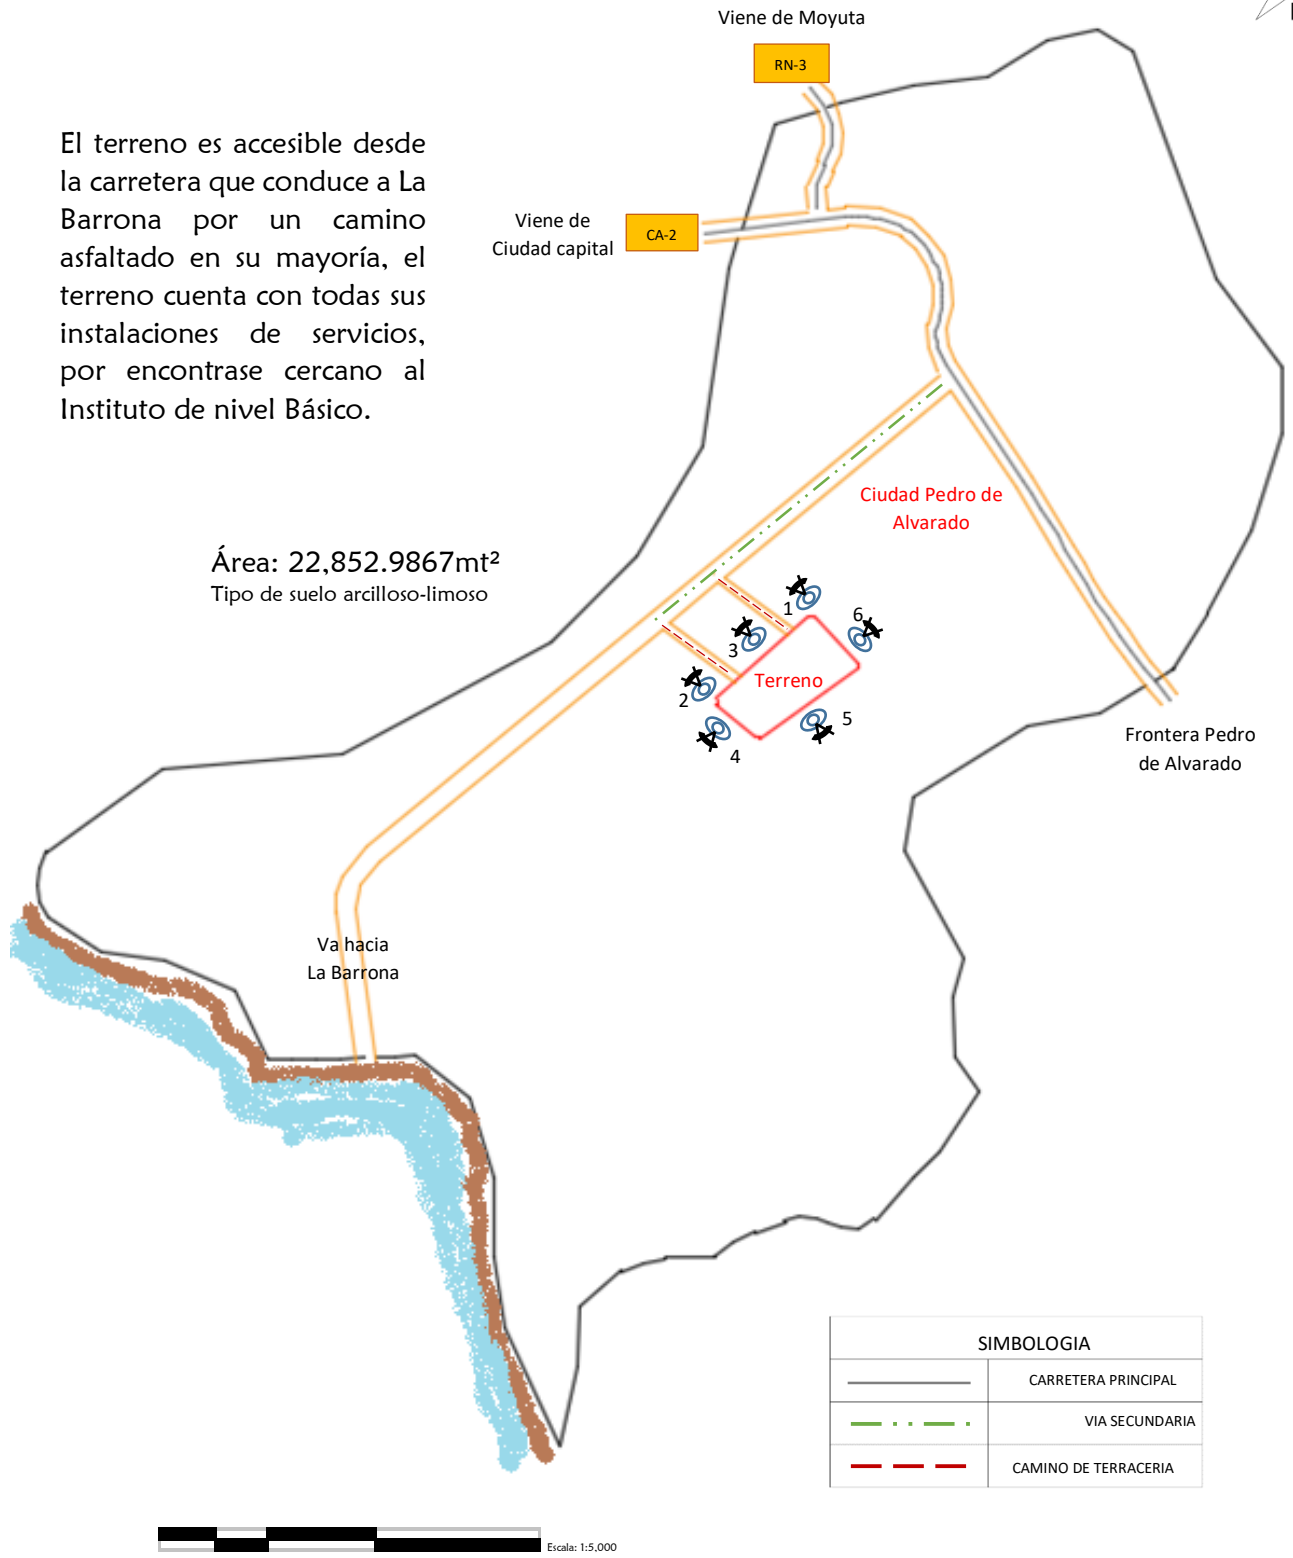 Viene de Moyuta
RN-3
El terreno es accesible desde
la carretera que conduce a La
Barrona por un camino
asfaltado en su mayoría, el
terreno cuenta con todas sus
instalaciones de servicios,
por encontrase cercano al
Instituto de nivel Básico.
Viene de
Ciudad capital
CA-2
Ciudad Pedro de
Alvarado
Área: 22,852.9867mt²
Tipo de suelo arcilloso-limoso
1
6
3
Terreno
2
5
4
Frontera Pedro
de Alvarado
Va hacia
La Barrona
SIMBOLOGIA
CARRETERA PRINCIPAL
VIA SECUNDARIA
CAMINO DE TERRACERIA
Escala: 1:5,000